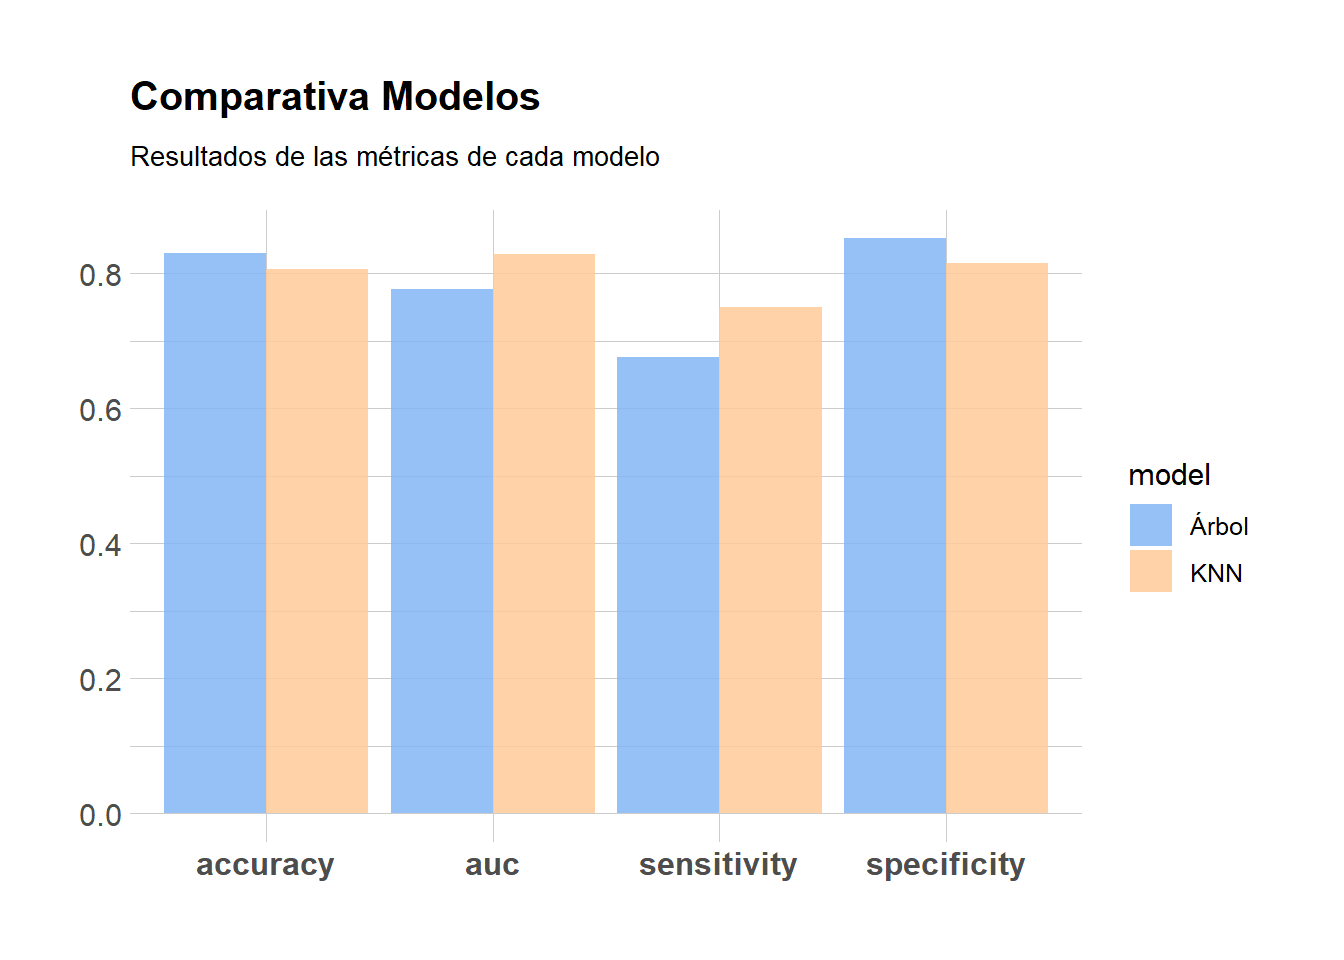 Comparativa Modelos
Resultados de las métricas de cada modelo
0.8
0.6
0.4
0.2
0.0
accuracy auc sensitivity specificity
model
Árbol
KNN